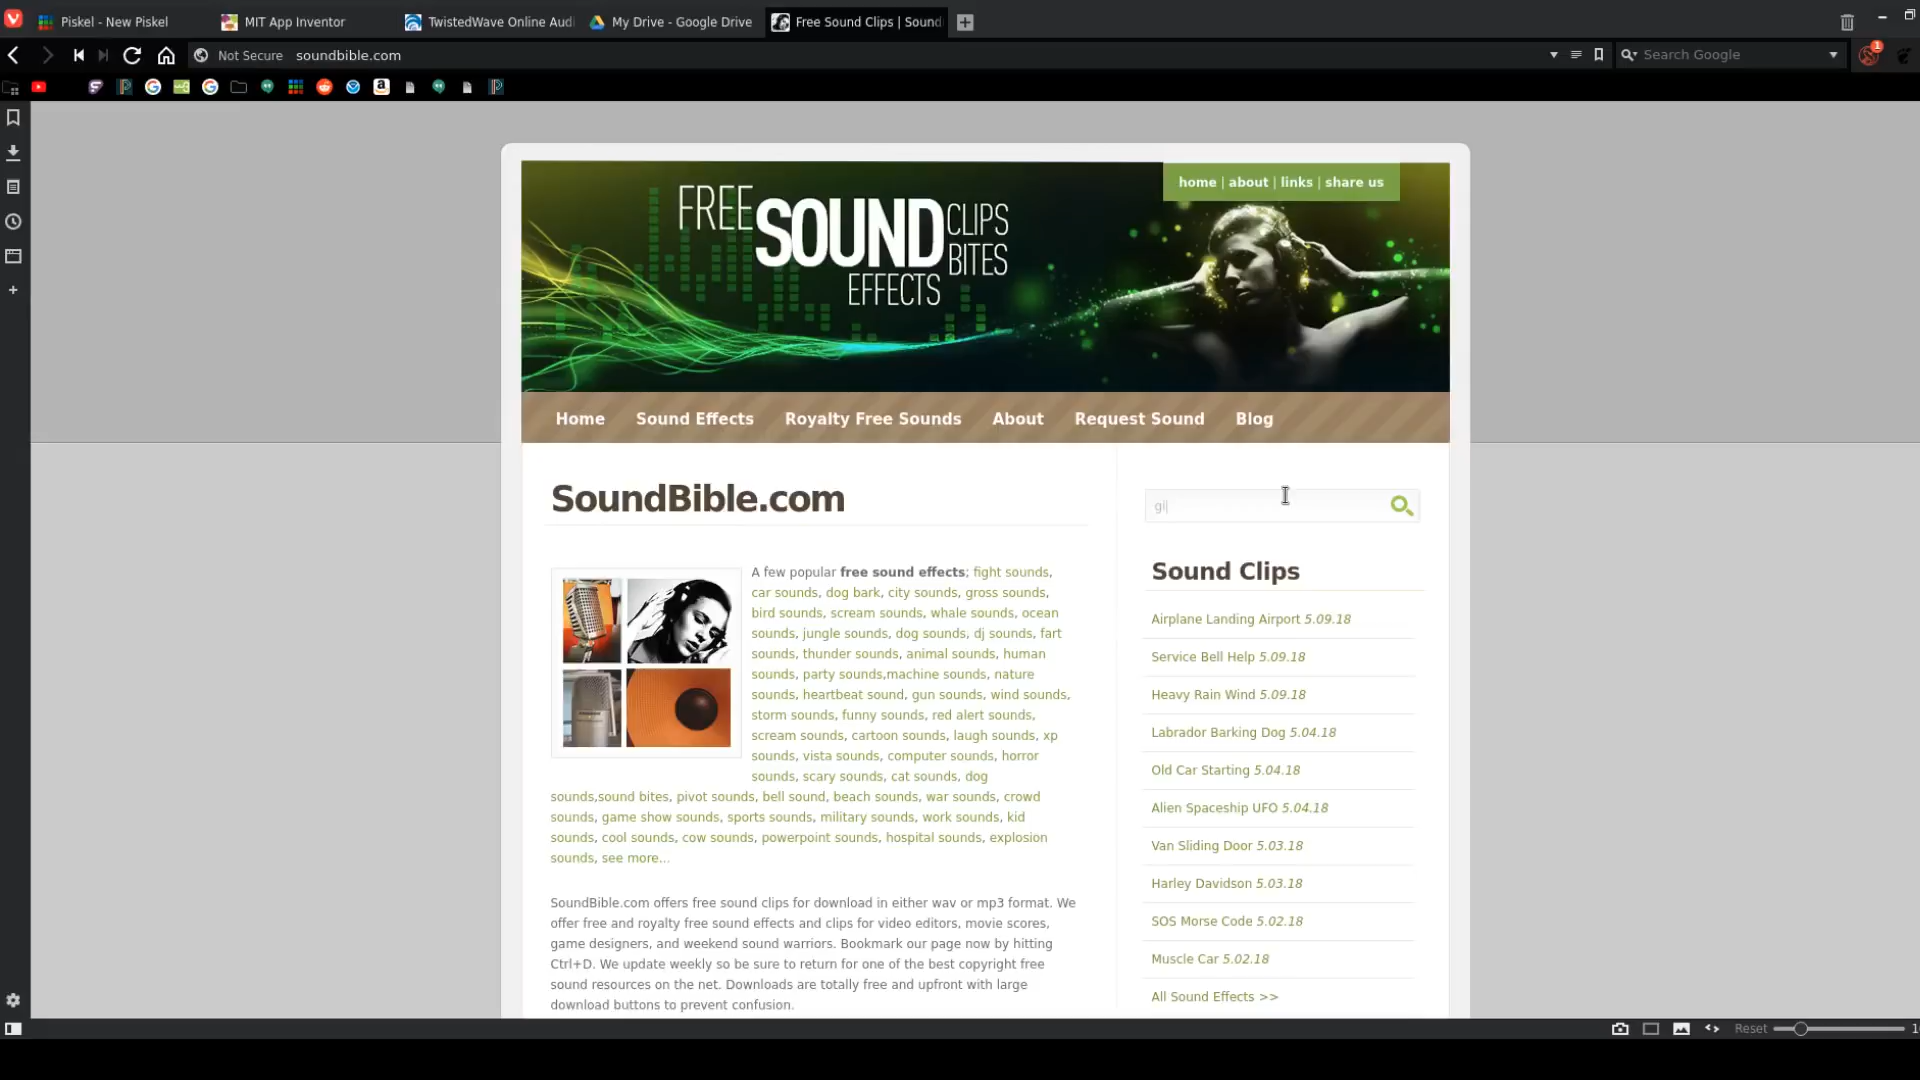 Piskel - New Piskel
MIT App Inventor
TwistedWave Online Audi
My Drive - Google Drive
Free Sound Clips | Sound
Not Secure soundbible.com
Search Google
1
home | about | links | share us
FREE SOUND CLIPS
BITES
EFFECTS
Home Sound Effects Royalty Free Sounds About Request Sound Blog
SoundBible.com
A few popular free sound effects; fight sounds,
car sounds, dog bark, city sounds, gross sounds,
bird sounds, scream sounds, whale sounds, ocean
sounds, jungle sounds, dog sounds, dj sounds, fart
sounds, thunder sounds, animal sounds, human
sounds, party sounds,machine sounds, nature
sounds, heartbeat sound, gun sounds, wind sounds,
storm sounds, funny sounds, red alert sounds,
scream sounds, cartoon sounds, laugh sounds, xp
sounds, vista sounds, computer sounds, horror
sounds, scary sounds, cat sounds, dog
sounds,sound bites, pivot sounds, bell sound, beach sounds, war sounds, crowd
sounds, game show sounds, sports sounds, military sounds, work sounds, kid
sounds, cool sounds, cow sounds, powerpoint sounds, hospital sounds, explosion
sounds, see more...
SoundBible.com offers free sound clips for download in either wav or mp3 format. We
offer free and royalty free sound effects and clips for video editors, movie scores,
game designers, and weekend sound warriors. Bookmark our page now by hitting
Ctrl+D. We update weekly so be sure to return for one of the best copyright free
sound resources on the net. Downloads are totally free and upfront with large
download buttons to prevent confusion.
gi
Sound Clips
Airplane Landing Airport 5.09.18
Service Bell Help 5.09.18
Heavy Rain Wind 5.09.18
Labrador Barking Dog 5.04.18
Old Car Starting 5.04.18
Alien Spaceship UFO 5.04.18
Van Sliding Door 5.03.18
Harley Davidson 5.03.18
SOS Morse Code 5.02.18
Muscle Car 5.02.18
All Sound Effects >>
Reset